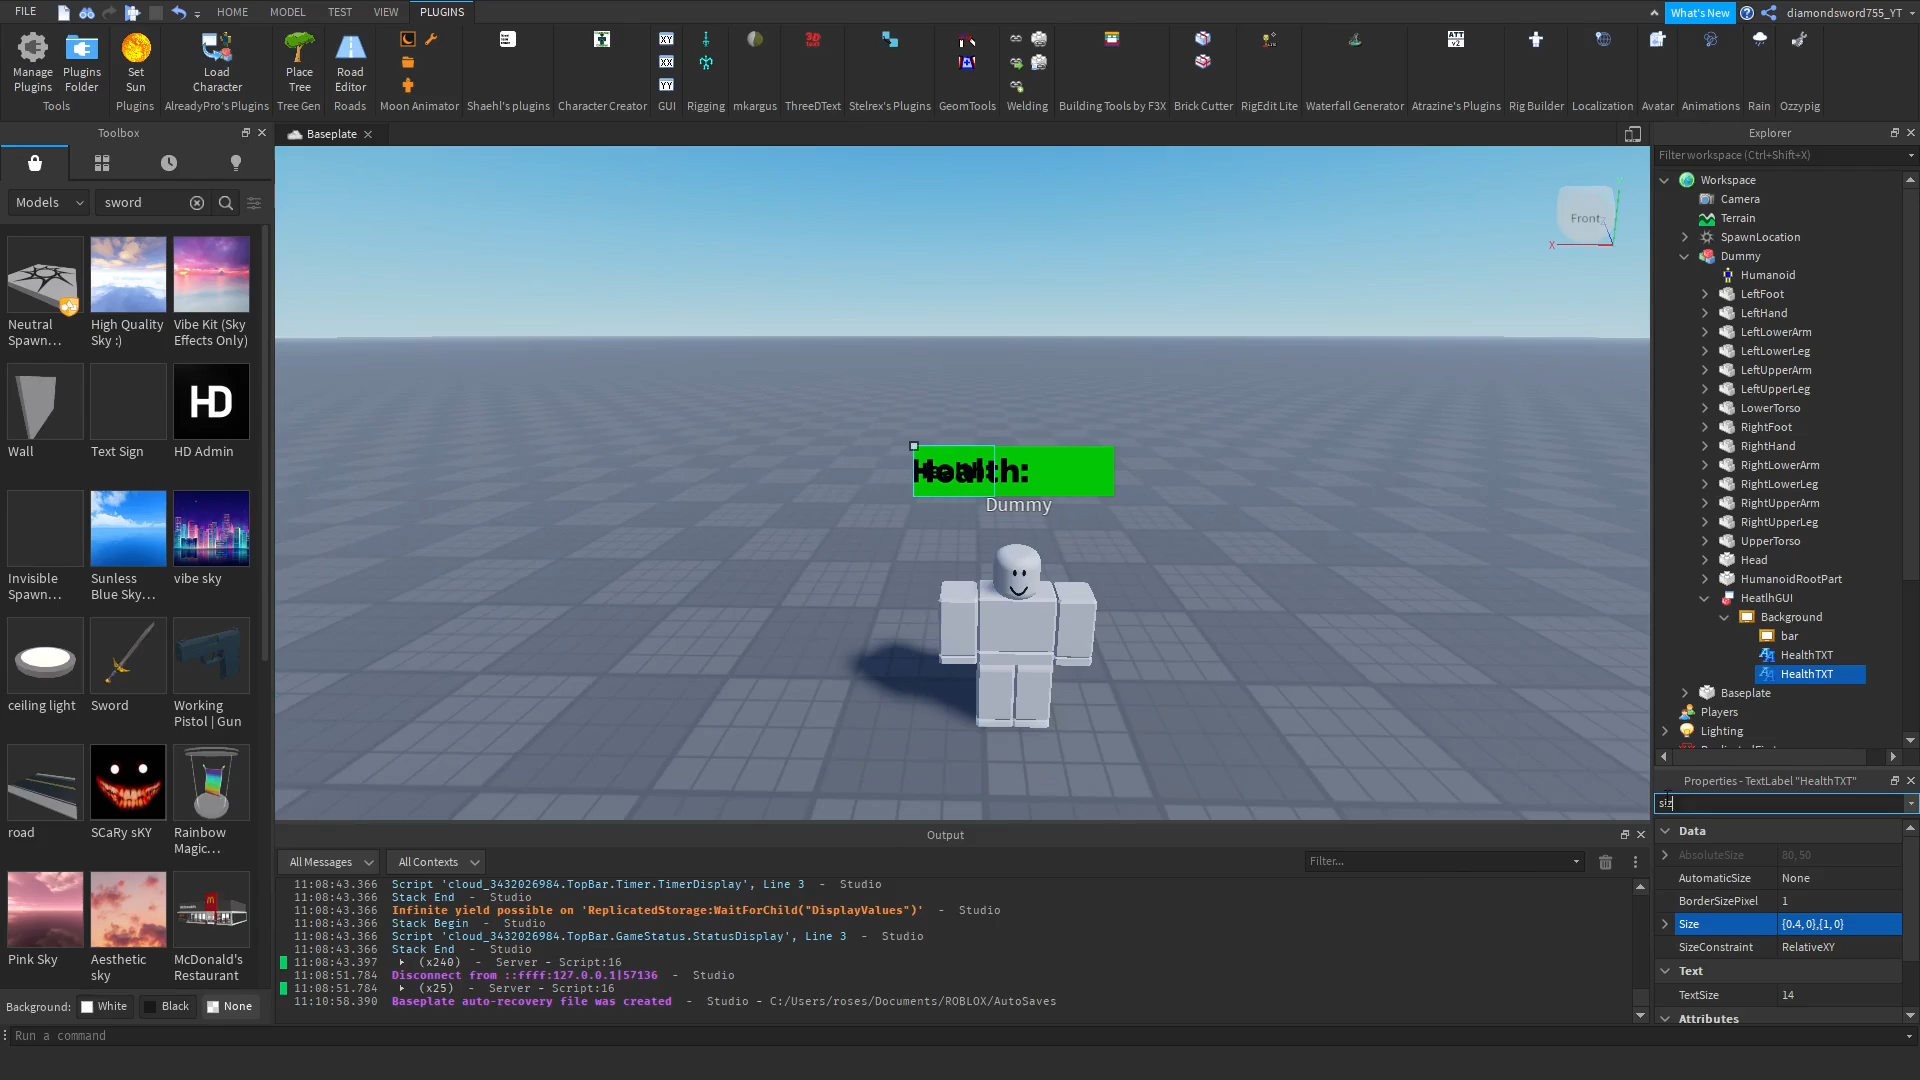 FILE
HOME MODEL TEST VIEW PLUGINS
What's New
diamondsword755_YT
Manage Plugins
Plugins Folder
Set Sun
Load Character
Place Tree
Road Editor
Tools
Plugins
AlreadyPro's Plugins
Tree Gen
Roads
Moon Animator
Shaehl's plugins
Character Creator
XY
XX
YY
GUI
Rigging
mkargus
3D
ThreeDText
Stelrex's Plugins
GeomTools
Welding
Building Tools by F3X
Brick Cutter
RigEdit Lite
Waterfall Generator
ATT v2
Atrazine's Plugins
Rig Builder
Localization
Avatar
Animations
Rain
Ozzypig
Toolbox
Models
sword
Neutral Spawn...
High Quality Sky :)
Vibe Kit (Sky Effects Only)
Wall
Text Sign
HD
HD Admin
Invisible Spawn...
Sunless Blue Sky...
vibe sky
ceiling light
Sword
Working Pistol | Gun
road
SCaRy sKY
Rainbow Magic...
Pink Sky
Aesthetic sky
McDonald's Restaurant
Background: White Black None
Run a command
Baseplate
Front
X
Health:
Dummy
Output
All Messages
All Contexts
Filter...
11:08:43.366 Script 'cloud_3432026984.TopBar.Timer.TimerDisplay', Line 3 - Studio
11:08:43.366 Stack End - Studio
11:08:43.366 Infinite yield possible on 'ReplicatedStorage:WaitForChild("DisplayValues")' - Studio
11:08:43.366 Stack Begin - Studio
11:08:43.366 Script 'cloud_3432026984.TopBar.GameStatus.StatusDisplay', Line 3 - Studio
11:08:43.366 Stack End - Studio
11:08:43.397 (x240) - Server - Script:16
11:08:51.784 Disconnect from ::ffff:127.0.0.1|57136 - Studio
11:08:51.784 (x25) - Server - Script:16
11:10:58.390 Baseplate auto-recovery file was created - Studio - C:/Users/roses/Documents/ROBLOX/AutoSaves
Explorer
Filter workspace (Ctrl+Shift+X)
Workspace
Camera
Terrain
SpawnLocation
Dummy
Humanoid
LeftFoot
LeftHand
LeftLowerArm
LeftLowerLeg
LeftUpperArm
LeftUpperLeg
LowerTorso
RightFoot
RightHand
RightLowerArm
RightLowerLeg
RightUpperArm
RightUpperLeg
UpperTorso
Head
HumanoidRootPart
HeatlhGUI
Background
bar
HealthTXT
HealthTXT
Baseplate
Players
Lighting
Properties - TextLabel "HealthTXT"
siz
Data
AbsoluteSize 80, 50
AutomaticSize None
BorderSizePixel 1
Size {0.4, 0},{1, 0}
SizeConstraint RelativeXY
Text
TextSize 14
Attributes